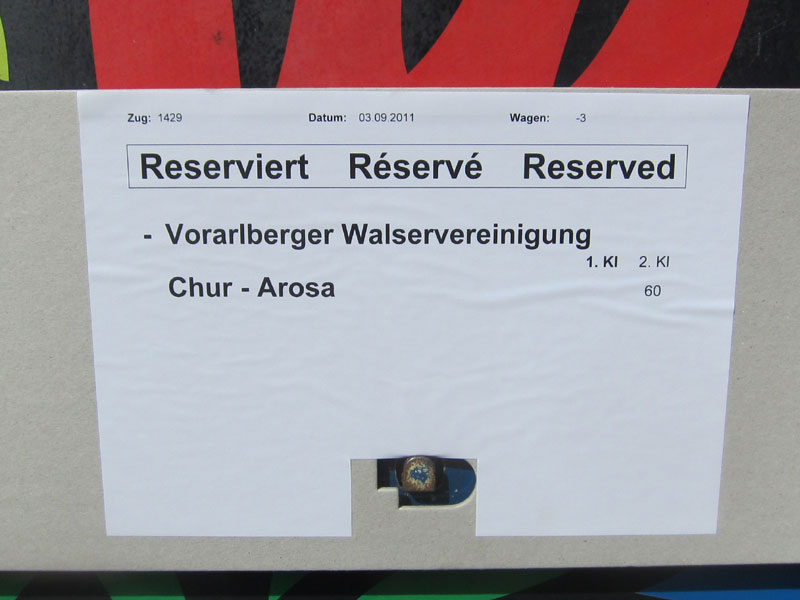 Zug: 1429 Datum: 03.09.2011 Wagen: -3
Reserviert Réservé Reserved
- Vorarlberger Walservereinigung
1. Kl 2. Kl
Chur - Arosa 60